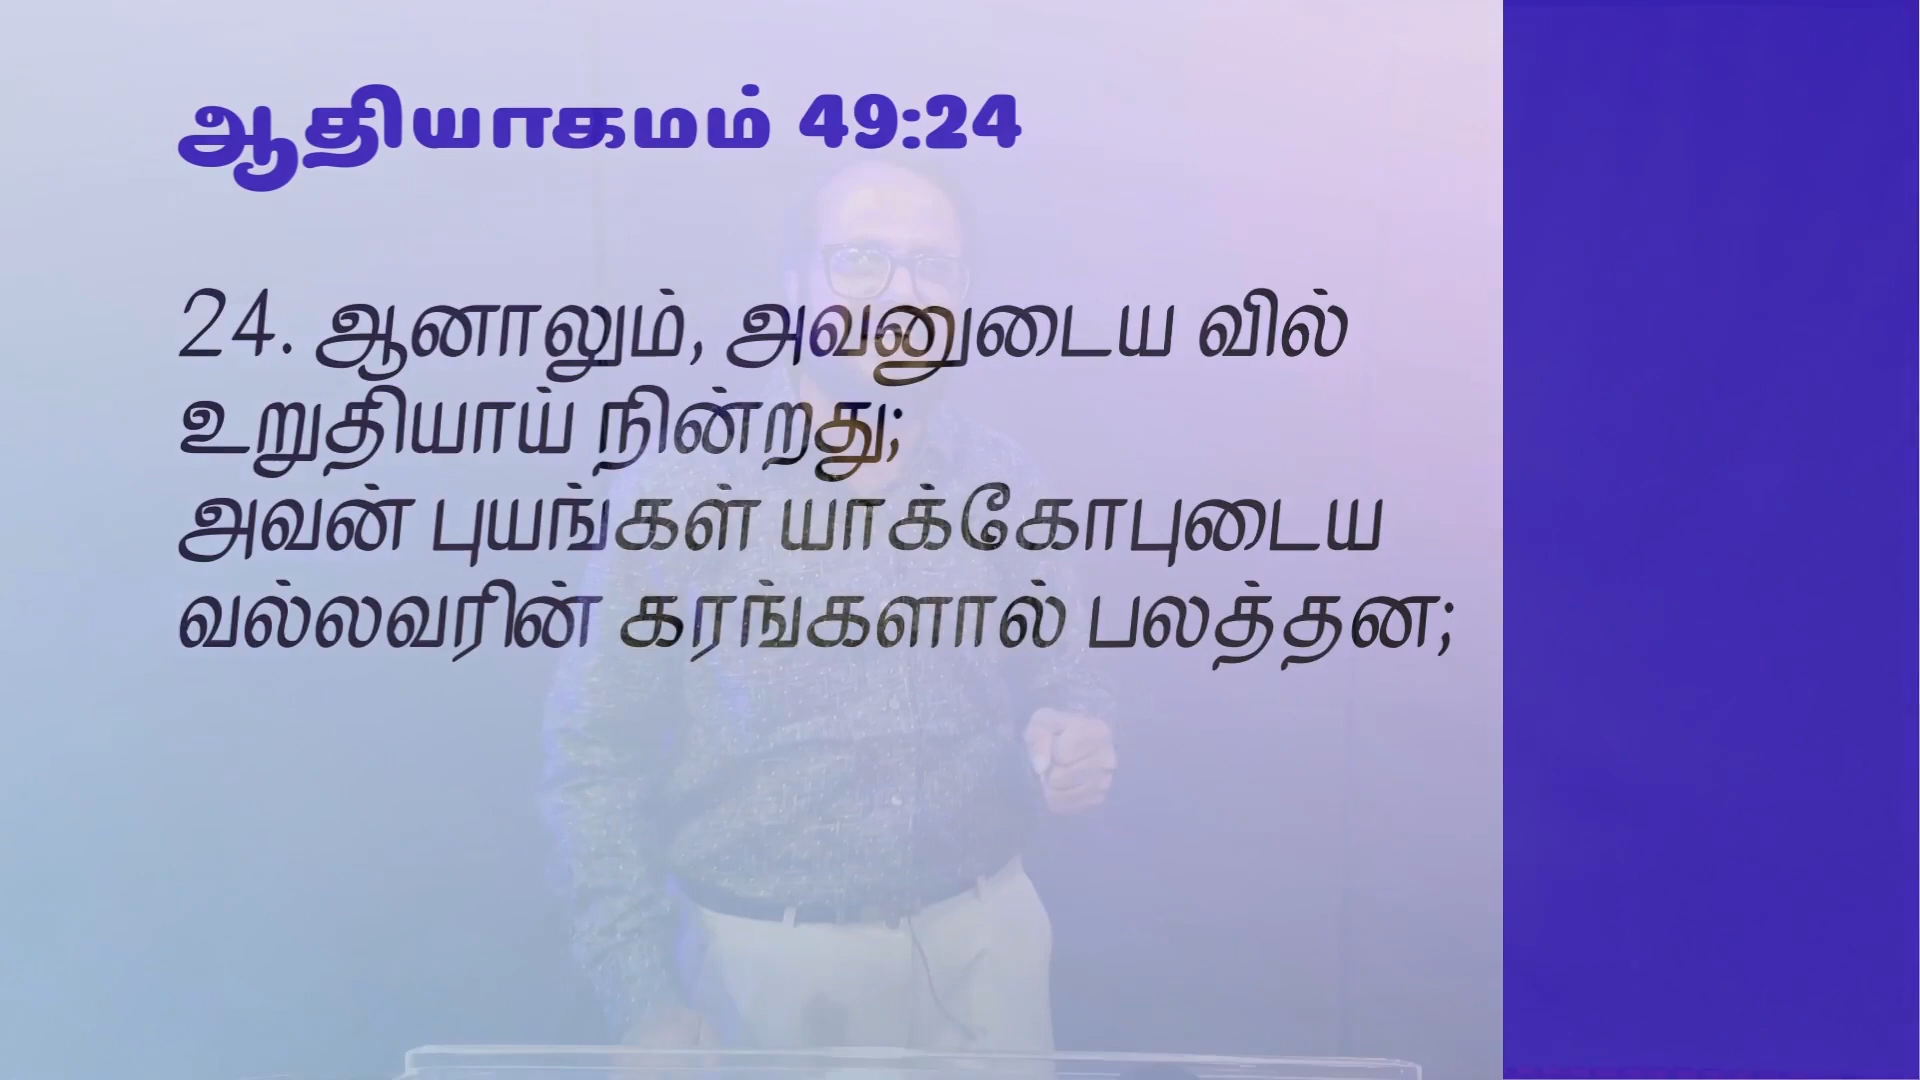 ஆதியாகமம் 49:24
24. ஆனாலும், அவனுடைய வில்
உறுதியாய் நின்றது;
அவன் புயங்கள் யாக்கோபுடைய
வல்லவரின் கரங்களால் பலத்தன;